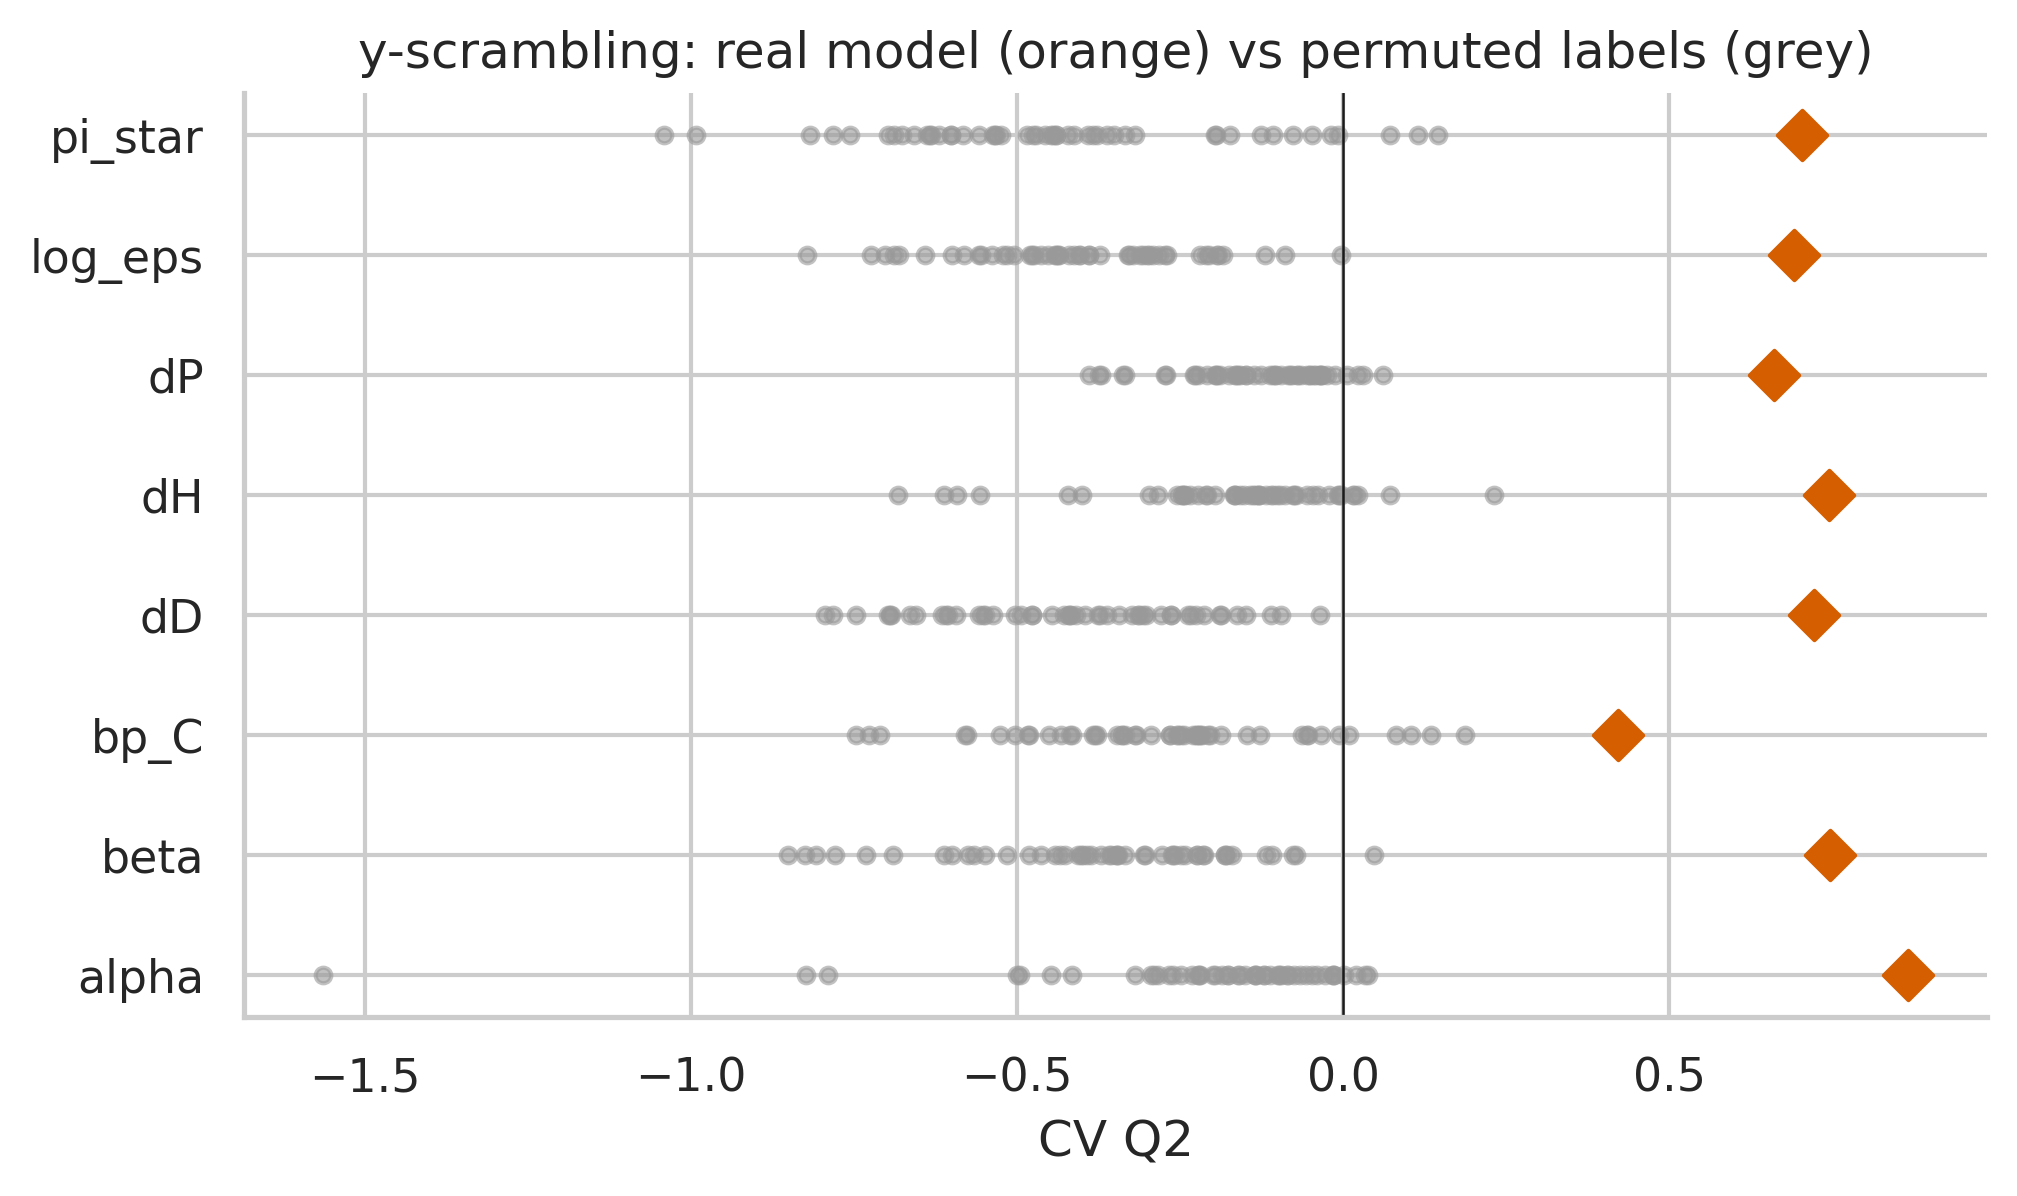 y-scrambling: real model (orange) vs permuted labels (grey)
pi_star
log_eps
dP
dH
dD
bp_C
beta
alpha
−1.5 −1.0 −0.5 0.0 0.5
CV Q2